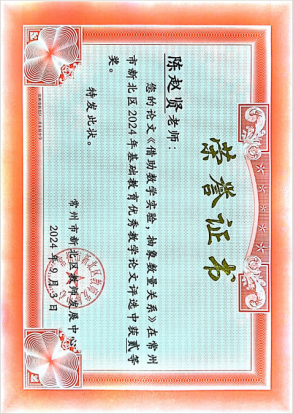 荣誉证书
陈赵贤老师：
您的论文《借助数学实验，抽象数量关系》在常州
市新北区2024年基础教育优秀教学论文评选中获贰等
奖。
特发此状。
常州市新北区教师发展中心
2024年9月3日